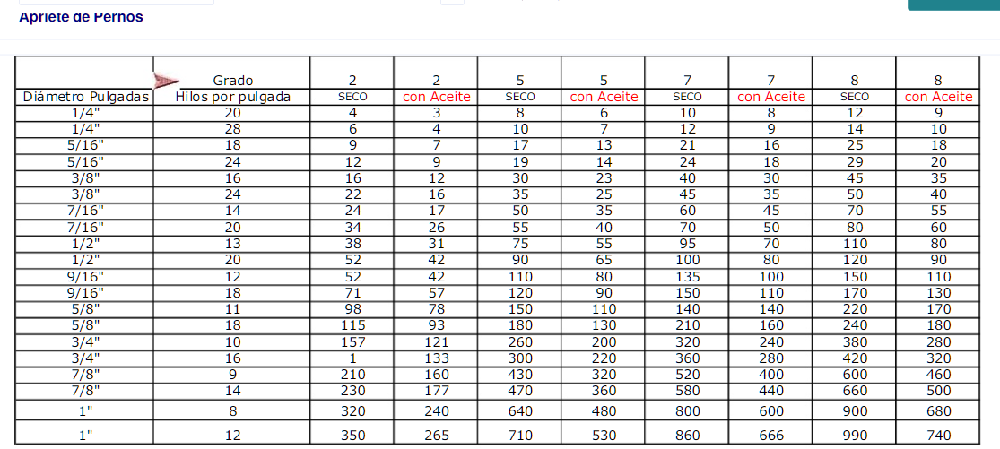 Apriete de Pernos
Grado 2 2 5 5 7 7 8 8
Diámetro Pulgadas Hilos por pulgada SECO con Aceite SECO con Aceite SECO con Aceite SECO con Aceite
1/4" 20 4 3 8 6 10 8 12 9
1/4" 28 6 4 10 7 12 9 14 10
5/16" 18 9 7 17 13 21 16 25 18
5/16" 24 12 9 19 14 24 18 29 20
3/8" 16 16 12 30 23 40 30 45 35
3/8" 24 22 16 35 25 45 35 50 40
7/16" 14 24 17 50 35 60 45 70 55
7/16" 20 34 26 55 40 70 50 80 60
1/2" 13 38 31 75 55 95 70 110 80
1/2" 20 52 42 90 65 100 80 120 90
9/16" 12 52 42 110 80 135 100 150 110
9/16" 18 71 57 120 90 150 110 170 130
5/8" 11 98 78 150 110 140 140 220 170
5/8" 18 115 93 180 130 210 160 240 180
3/4" 10 157 121 260 200 320 240 380 280
3/4" 16 1 133 300 220 360 280 420 320
7/8" 9 210 160 430 320 520 400 600 460
7/8" 14 230 177 470 360 580 440 660 500
1" 8 320 240 640 480 800 600 900 680
1" 12 350 265 710 530 860 666 990 740